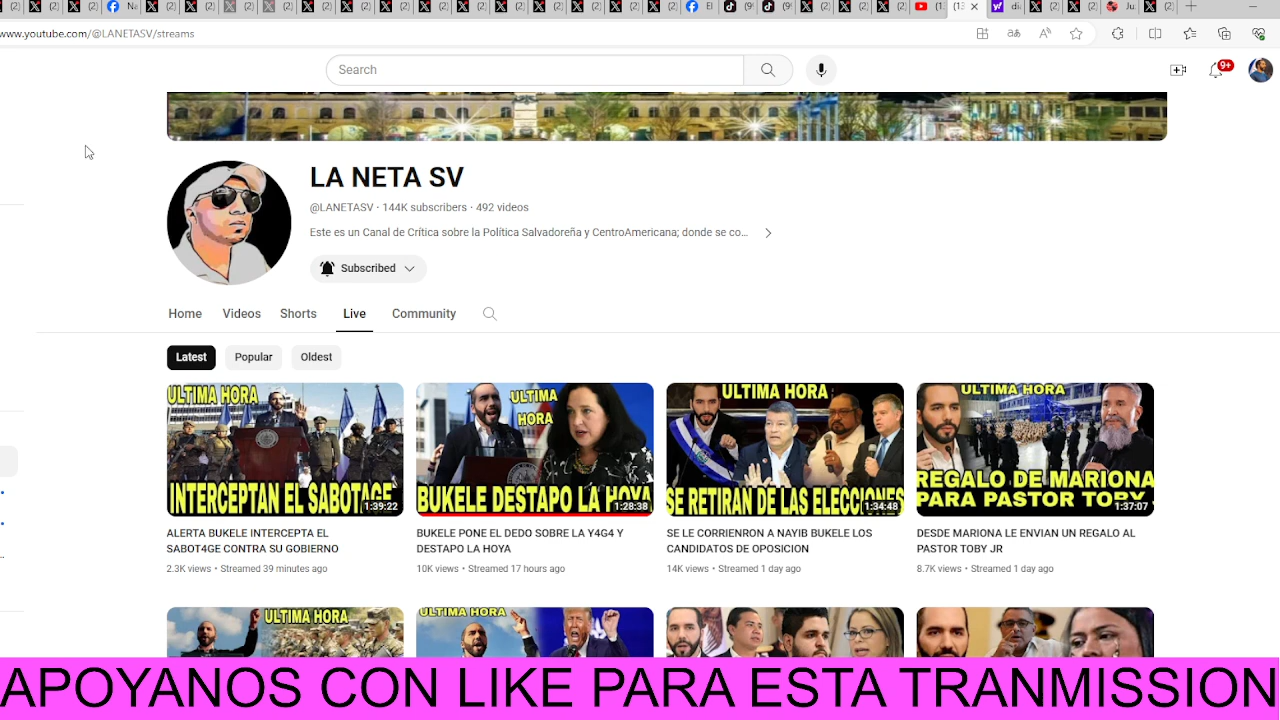 www.youtube.com/@LANETASV/streams
Search
9+
LA NETA SV
@LANETASV · 144K subscribers · 492 videos
Este es un Canal de Crítica sobre la Política Salvadoreña y CentroAmericana; donde se co...
Subscribed
Home Videos Shorts Live Community
Latest Popular Oldest
ULTIMA HORA
INTERCEPTAN EL SABOTAGE
1:39:22
ALERTA BUKELE INTERCEPTA EL
SABOT4GE CONTRA SU GOBIERNO
2.3K views • Streamed 39 minutes ago
ULTIMA
HORA
BUKELE DESTAPO LA HOYA
1:28:38
BUKELE PONE EL DEDO SOBRE LA Y4G4 Y
DESTAPO LA HOYA
10K views • Streamed 17 hours ago
ULTIMA HORA
SE RETIRAN DE LAS ELECCIONES
1:34:48
SE LE CORRIENRON A NAYIB BUKELE LOS
CANDIDATOS DE OPOSICION
14K views • Streamed 1 day ago
ULTIMA HORA
REGALO DE MARIONA
PARA PASTOR TOBY
1:37:07
DESDE MARIONA LE ENVIAN UN REGALO AL
PASTOR TOBY JR
8.7K views • Streamed 1 day ago
ULTIMA HORA
ULTIMA HORA
APOYANOS CON LIKE PARA ESTA TRANMISSION